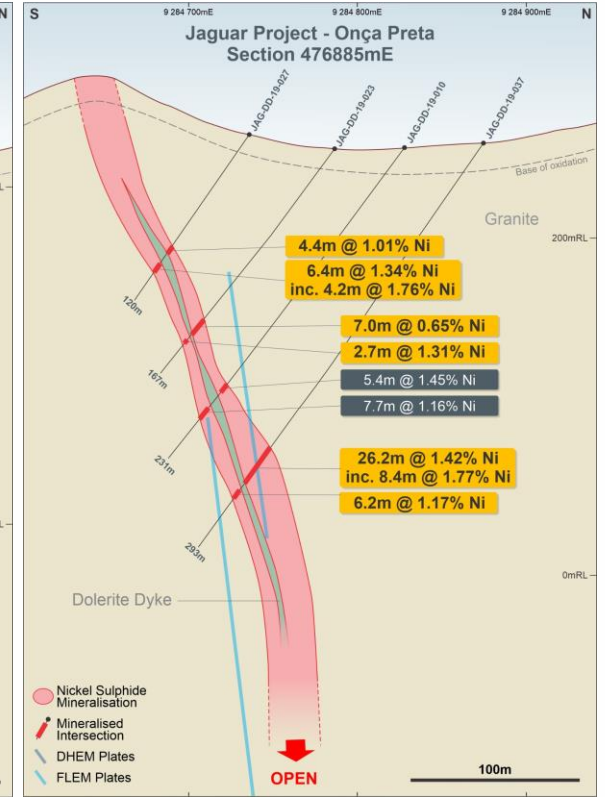 N
S
9 284 700mE
9 284 800mE
9 284 900mE
N
Jaguar Project - Onça Preta
Section 476885mE
JAG-DD-19-027
JAG-DD-19-023
JAG-DD-19-010
JAG-DD-19-037
Base of oxidation
RL
Granite
200mRL
4.4m @ 1.01% Ni
6.4m @ 1.34% Ni
inc. 4.2m @ 1.76% Ni
120m
7.0m @ 0.65% Ni
2.7m @ 1.31% Ni
167m
5.4m @ 1.45% Ni
7.7m @ 1.16% Ni
231m
26.2m @ 1.42% Ni
inc. 8.4m @ 1.77% Ni
6.2m @ 1.17% Ni
RL
293m
0mRL
Dolerite Dyke
Nickel Sulphide
Mineralisation
Mineralised
Intersection
DHEM Plates
FLEM Plates
OPEN
100m